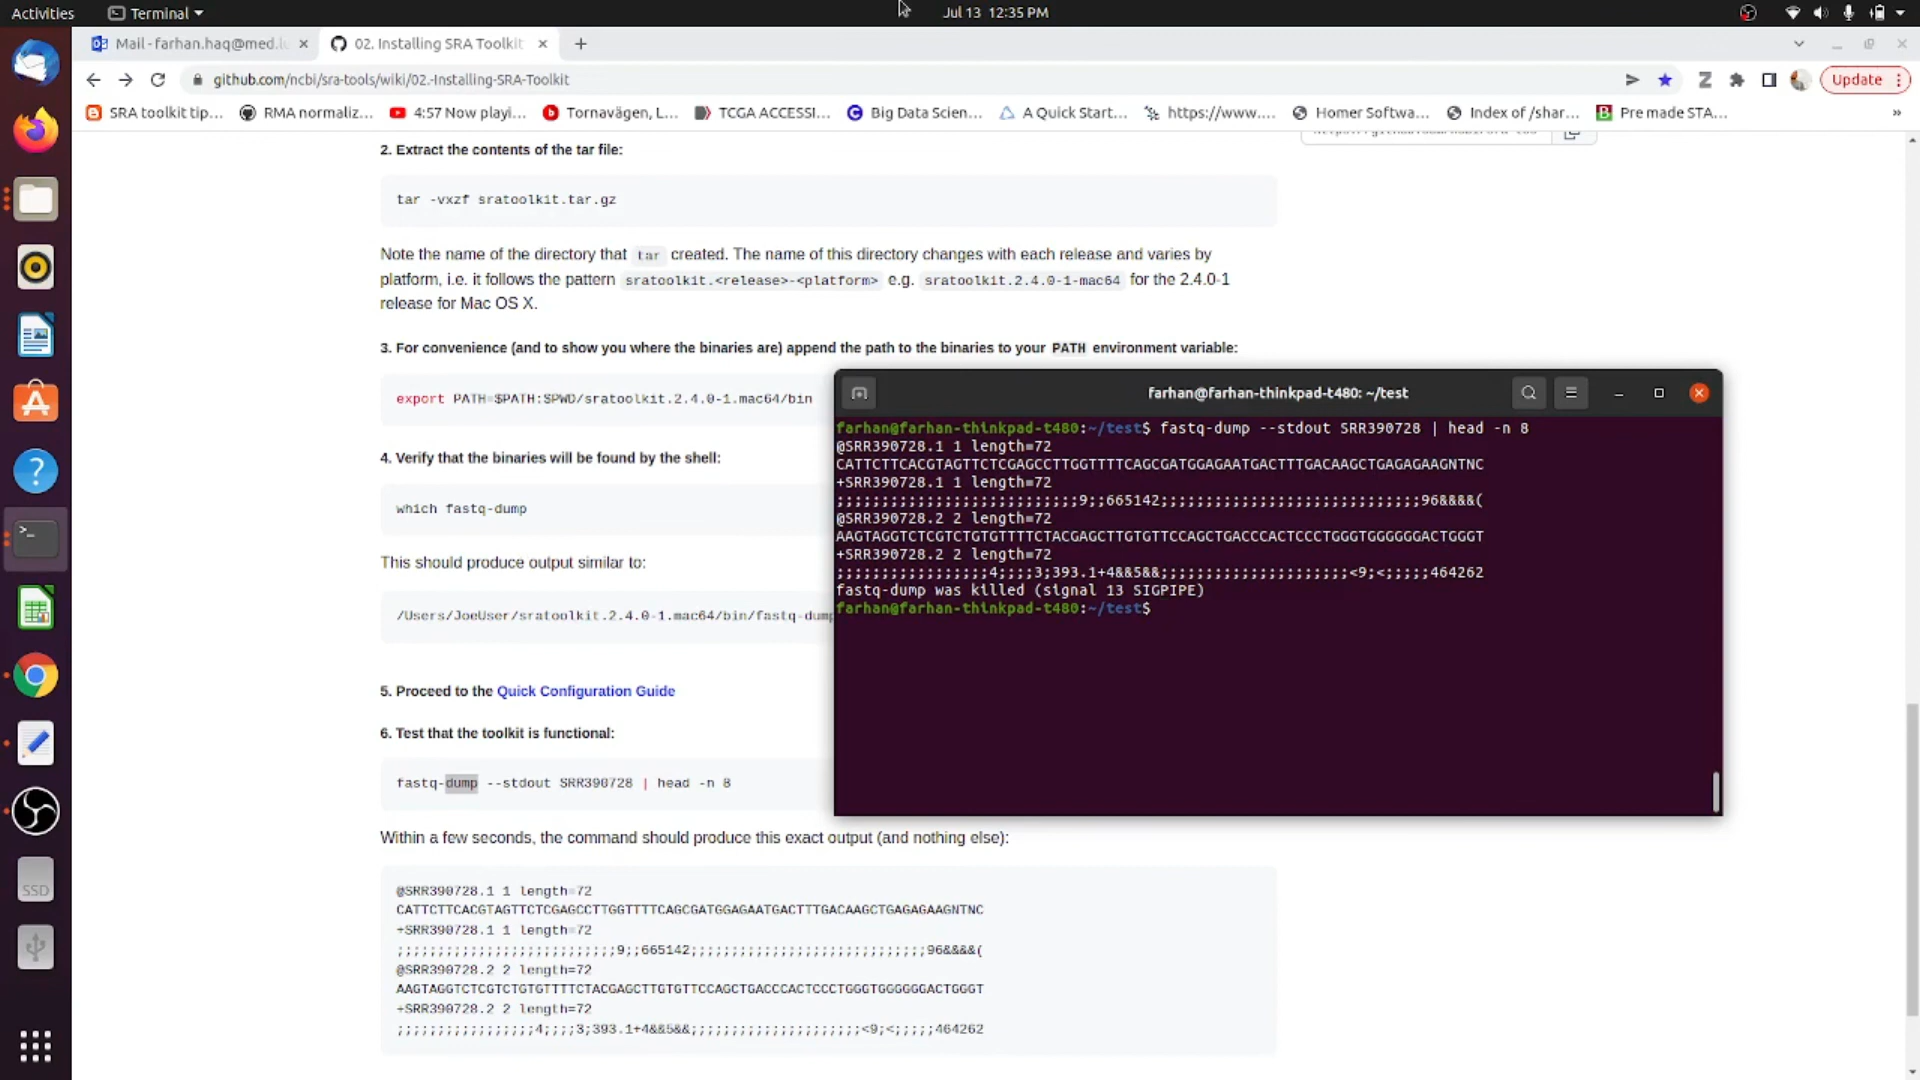 Activities
Terminal
Jul 13 12:35 PM
Mail - farhan.haq@med.lu
02. Installing SRA Toolkit
github.com/ncbi/sra-tools/wiki/02.-Installing-SRA-Toolkit
Update
SRA toolkit tip...
RMA normaliz...
4:57 Now playi...
Tornavägen, L...
TCGA ACCESSI...
Big Data Scien...
A Quick Start...
https://www....
Homer Softwa...
Index of /shar...
Pre made STA...
»
2. Extract the contents of the tar file:
tar -vxzf sratoolkit.tar.gz
Note the name of the directory that tar created. The name of this directory changes with each release and varies by
platform, i.e. it follows the pattern sratoolkit.<release>-<platform> e.g. sratoolkit.2.4.0-1-mac64 for the 2.4.0-1
release for Mac OS X.
3. For convenience (and to show you where the binaries are) append the path to the binaries to your PATH environment variable:
export PATH=$PATH:$PWD/sratoolkit.2.4.0-1.mac64/bin
4. Verify that the binaries will be found by the shell:
which fastq-dump
This should produce output similar to:
/Users/JoeUser/sratoolkit.2.4.0-1.mac64/bin/fastq-dump
5. Proceed to the Quick Configuration Guide
6. Test that the toolkit is functional:
fastq-dump --stdout SRR390728 | head -n 8
Within a few seconds, the command should produce this exact output (and nothing else):
@SRR390728.1 1 length=72
CATTCTTCACGTAGTTCTCGAGCCTTGGTTTTCAGCGATGGAGAATGACTTTGACAAGCTGAGAGAAGNTNC
+SRR390728.1 1 length=72
;;;;;;;;;;;;;;;;;;;;;;;;;;;9;;665142;;;;;;;;;;;;;;;;;;;;;;;;;;;;;96&&&&(
@SRR390728.2 2 length=72
AAGTAGGTCTCGTCTGTGTTTTCTACGAGCTTGTGTTCCAGCTGACCCACTCCCTGGGTGGGGGGACTGGGT
+SRR390728.2 2 length=72
;;;;;;;;;;;;;;;;;4;;;;3;393.1+4&&5&&;;;;;;;;;;;;;;;;;;;;;<9;<;;;;;464262
farhan@farhan-thinkpad-t480: ~/test
farhan@farhan-thinkpad-t480:~/test$ fastq-dump --stdout SRR390728 | head -n 8
@SRR390728.1 1 length=72
CATTCTTCACGTAGTTCTCGAGCCTTGGTTTTCAGCGATGGAGAATGACTTTGACAAGCTGAGAGAAGNTNC
+SRR390728.1 1 length=72
;;;;;;;;;;;;;;;;;;;;;;;;;;;9;;665142;;;;;;;;;;;;;;;;;;;;;;;;;;;;;96&&&&(
@SRR390728.2 2 length=72
AAGTAGGTCTCGTCTGTGTTTTCTACGAGCTTGTGTTCCAGCTGACCCACTCCCTGGGTGGGGGGACTGGGT
+SRR390728.2 2 length=72
;;;;;;;;;;;;;;;;;4;;;;3;393.1+4&&5&&;;;;;;;;;;;;;;;;;;;;;<9;<;;;;;464262
fastq-dump was killed (signal 13 SIGPIPE)
farhan@farhan-thinkpad-t480:~/test$
SSD